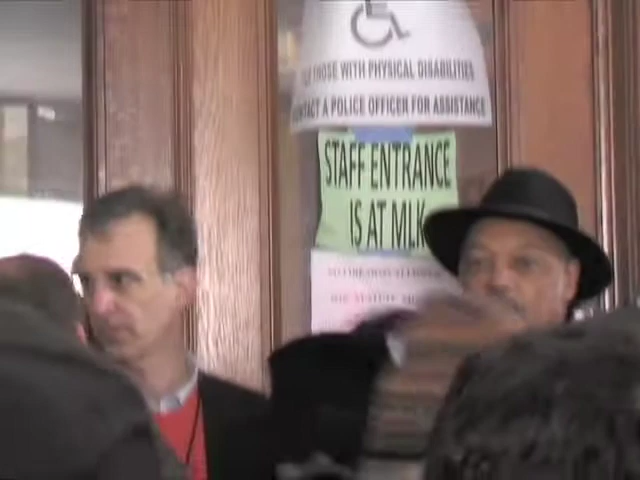 THOSE WITH PHYSICAL DISABILITIES
CONTACT A POLICE OFFICER FOR ASSISTANCE
STAFF ENTRANCE
IS AT MLK